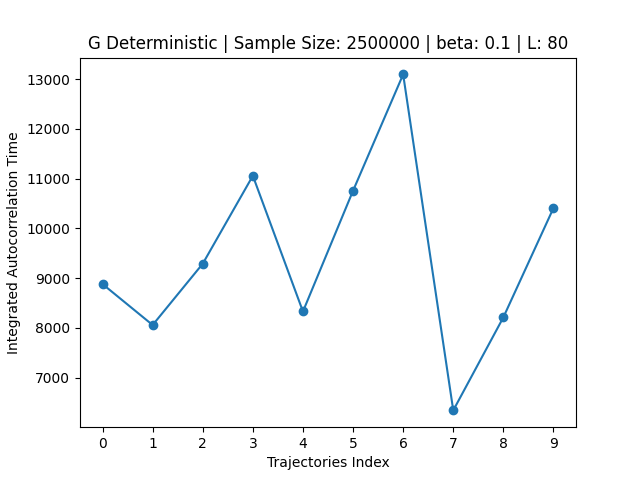 G Deterministic | Sample Size: 2500000 | beta: 0.1 | L: 80
Integrated Autocorrelation Time
13000
12000
11000
10000
9000
8000
7000
0 1 2 3 4 5 6 7 8 9
Trajectories Index